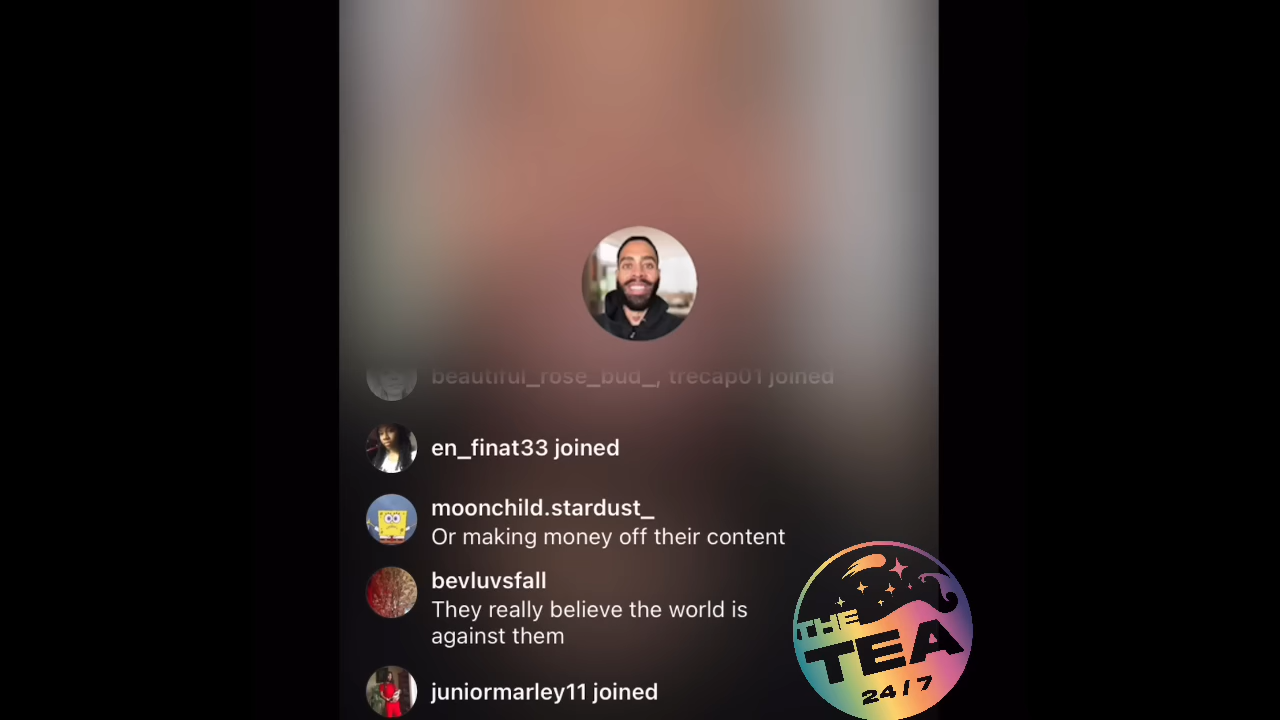 beautiful_rose_bud_, trecap01 joined
en_finat33 joined
moonchild.stardust_
Or making money off their content
bevluvsfall
They really believe the world is
against them
juniormarley11 joined
THE
TEA
24/7